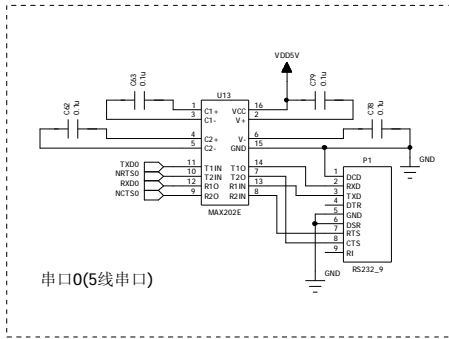 VDD5V
C63
0.1u
C79
0.1u
C62
0.1u
C78
0.1u
U13
1 C1+ VCC 16
3 C1- V+ 2
4 C2+ V- 6
5 C2- GND 15
TXD0 11 T1IN T1O 14
NRTS0 10 T2IN T2O 7
RXD0 12 R1O R1IN 13
NCTS0 9 R2O R2IN 8
MAX202E
GND
P1
1 DCD
2 RXD
3 TXD
4 DTR
5 GND
6 DSR
7 RTS
8 CTS
9 RI
RS232_9
GND
串口0(5线串口)